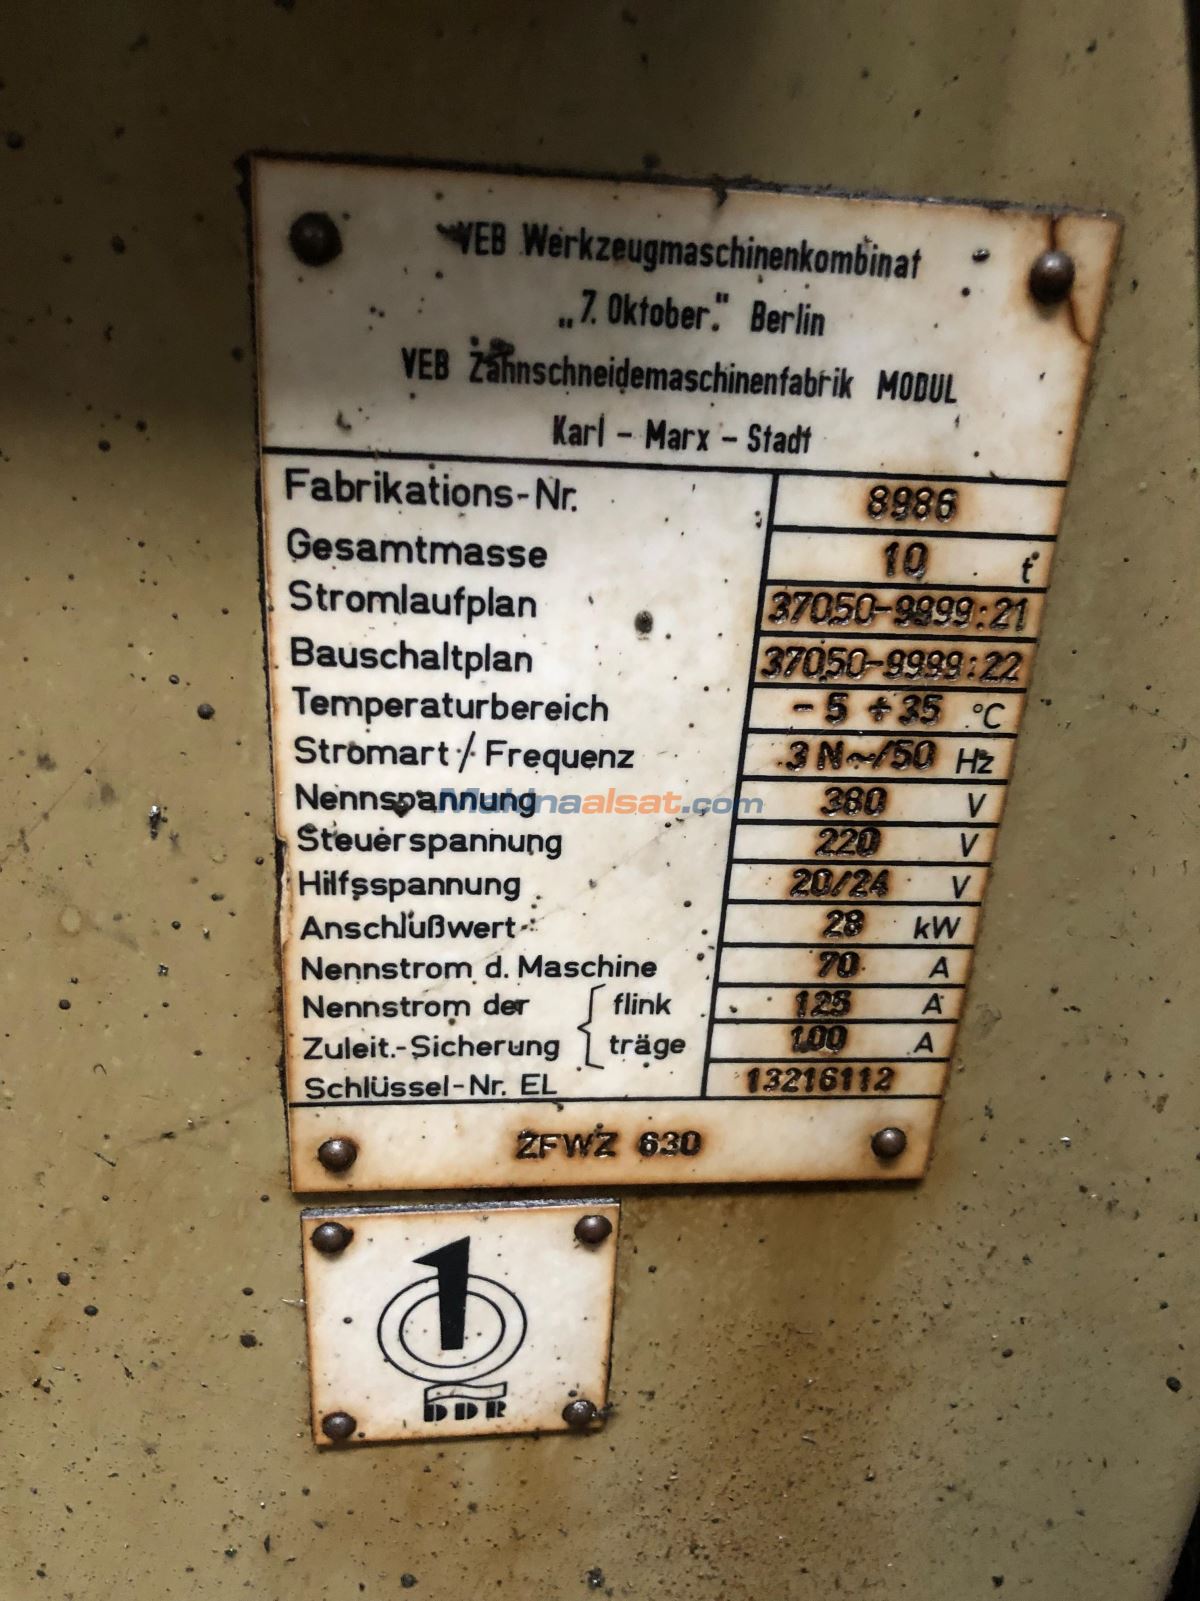 VEB Werkzeugmaschinenkombinat
„7. Oktober." Berlin
VEB Zahnschneidemaschinenfabrik MODUL
Karl - Marx - Stadt
Fabrikations-Nr. 8986
Gesamtmasse 10 t
Stromlaufplan 37050-9999:21
Bauschaltplan 37050-9999:22
Temperaturbereich - 5 + 35 °C
Stromart / Frequenz 3 N~/50 Hz
Nennspannung 380 V
Makinaalsat.com
Steuerspannung 220 V
Hilfsspannung 20/24 V
Anschlußwert 28 kW
Nennstrom d. Maschine 70 A
Nennstrom der { flink 125 A
Zuleit.-Sicherung { träge 100 A
Schlüssel-Nr. EL 13216112
ZFWZ 630
1
DDR